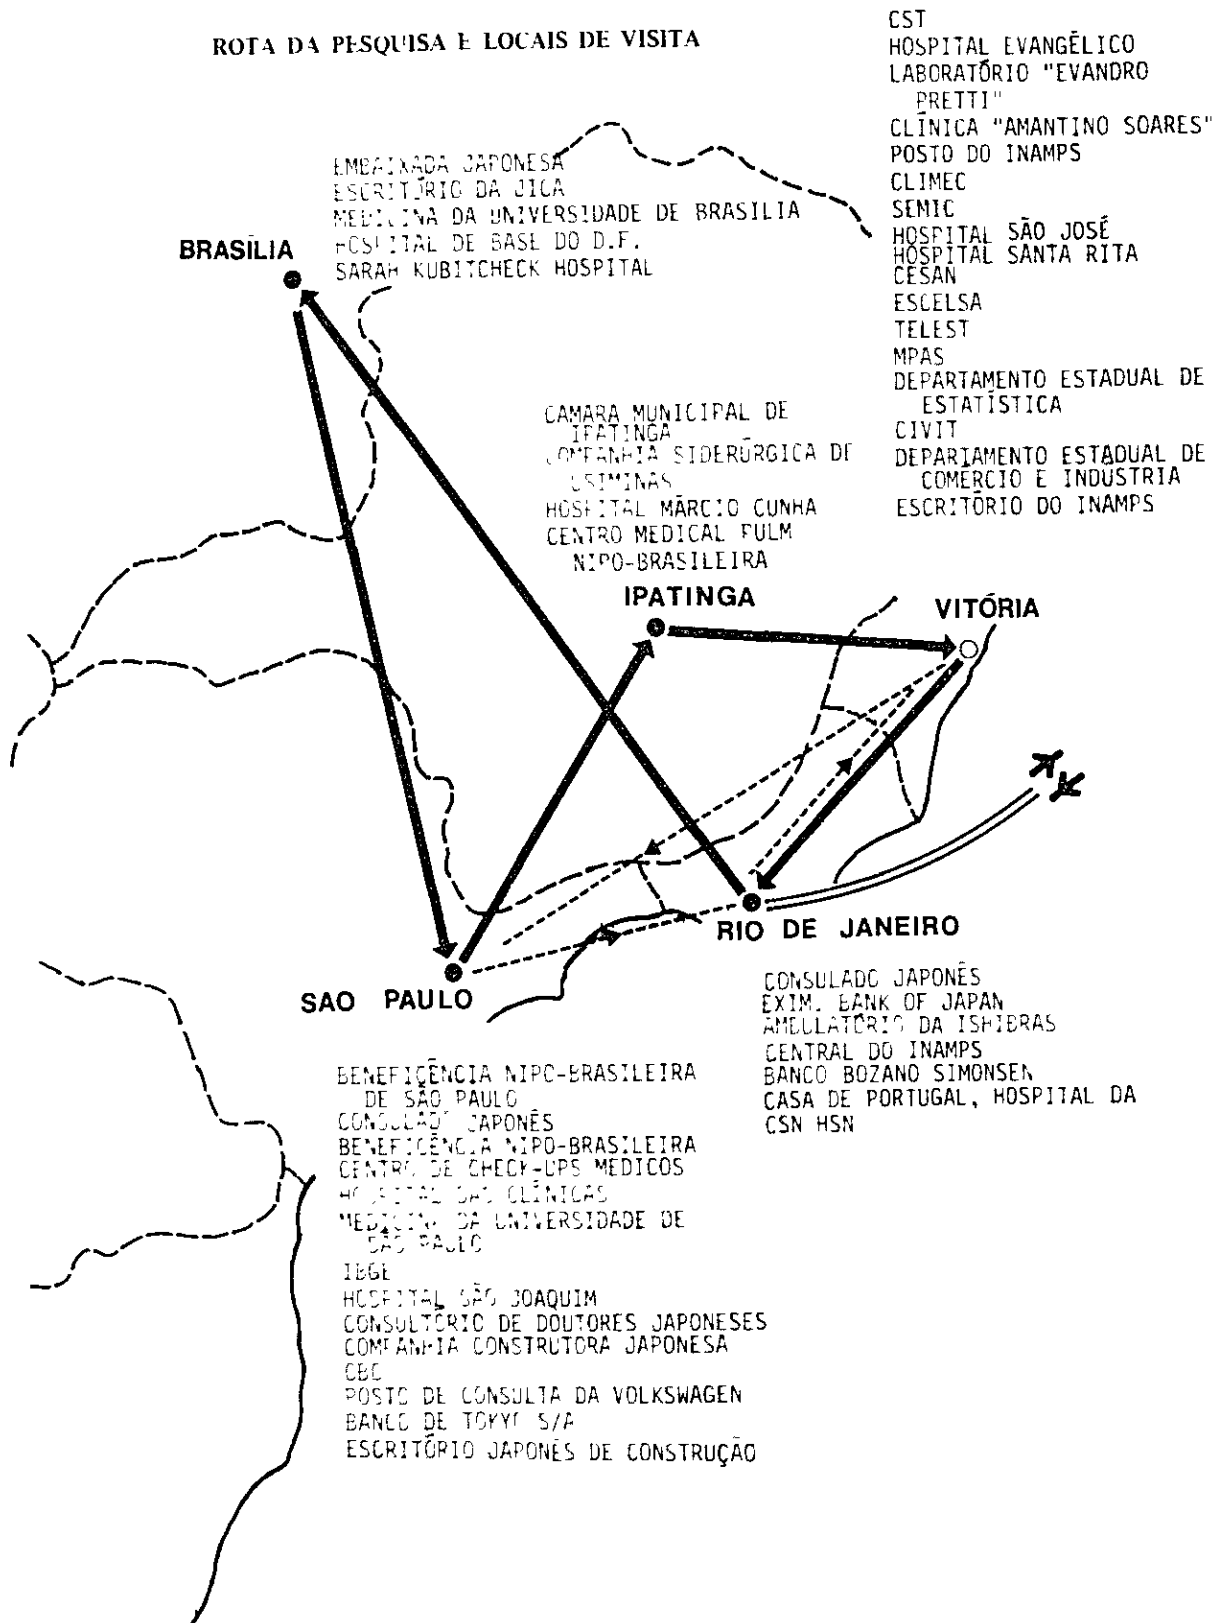 ROTA DA PESQUISA E LOCAIS DE VISITA
CST
HOSPITAL EVANGÉLICO
LABORATÓRIO "EVANDRO
PRETTI"
CLÍNICA "AMANTINO SOARES"
POSTO DO INAMPS
CLIMEC
SEMIC
HOSPITAL SÃO JOSÉ
HOSPITAL SANTA RITA
CESAN
ESCELSA
TELEST
MPAS
DEPARTAMENTO ESTADUAL DE
ESTATÍSTICA
CIVIT
DEPARTAMENTO ESTADUAL DE
COMÉRCIO E INDÚSTRIA
ESCRITÓRIO DO INAMPS
EMBAIXADA JAPONESA
ESCRITÓRIO DA JICA
MEDICINA DA UNIVERSIDADE DE BRASILIA
HOSPITAL DE BASE DO D.F.
SARAH KUBITCHECK HOSPITAL
BRASÍLIA
CAMARA MUNICIPAL DE
IPATINGA
COMPANHIA SIDERÚRGICA DE
USIMINAS
HOSPITAL MÁRCIO CUNHA
CENTRO MEDICAL PULM
NIPO-BRASILEIRA
IPATINGA
VITÓRIA
RIO DE JANEIRO
SAO PAULO
CONSULADO JAPONÊS
EXIM. BANK OF JAPAN
AMBULATÓRIO DA ISHIBRAS
CENTRAL DO INAMPS
BANCO BOZANO SIMONSEN
CASA DE PORTUGAL, HOSPITAL DA
CSN HSN
BENEFICÊNCIA NIPO-BRASILEIRA
DE SÃO PAULO
CONSULADO JAPONÊS
BENEFICÊNCIA NIPO-BRASILEIRA
CENTRO DE CHECK-UPS MEDICOS
HOSPITAL DAS CLÍNICAS
MEDICINA DA UNIVERSIDADE DE
SÃO PAULO
IBGE
HOSPITAL SÃO JOAQUIM
CONSULTÓRIO DE DOUTORES JAPONESES
COMPANHIA CONSTRUTORA JAPONESA
CBC
POSTO DE CONSULTA DA VOLKSWAGEN
BANCO DE TOKYO S/A
ESCRITÓRIO JAPONÊS DE CONSTRUÇÃO